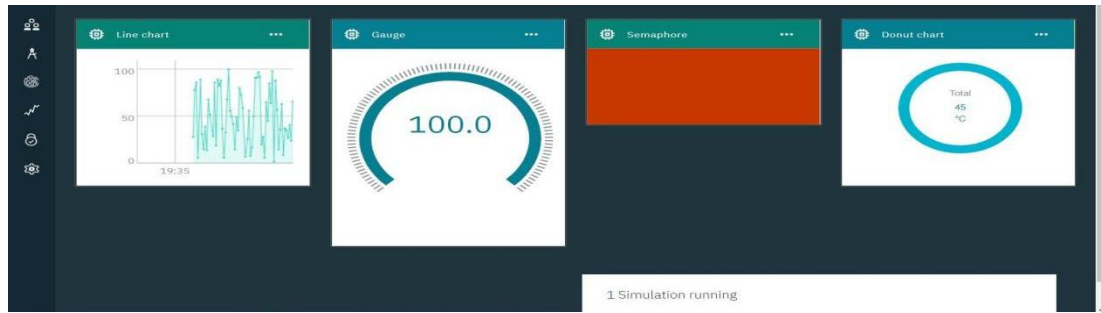 Line chart
100
50
0
19:35
Gauge
100.0
Semaphore
Donut chart
Total
45
°C
1 Simulation running